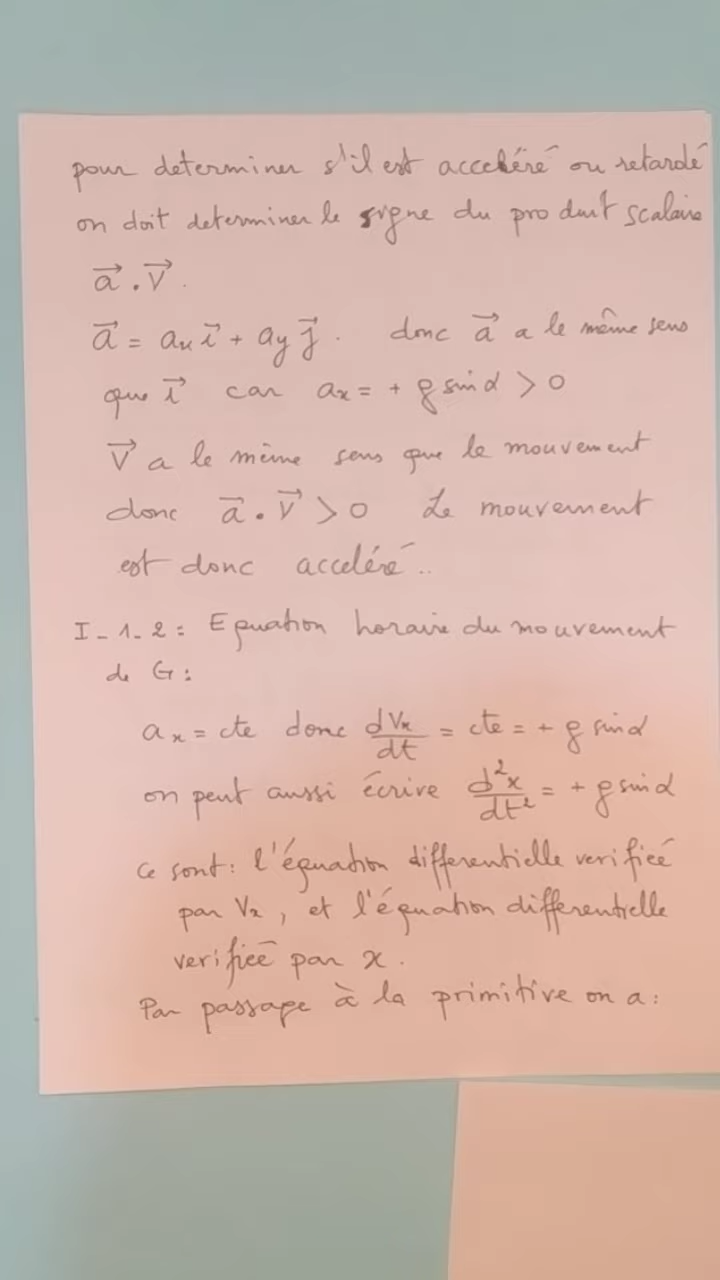 pour determiner s'il est accéléré ou retardé
on doit determiner le signe du produit scalaire
a⃗ . V⃗.
a⃗ = ax i⃗ + ay j⃗. donc a⃗ a le même sens
que i⃗ car ax = + g sin α > 0
V⃗ a le même sens que le mouvement
donc a⃗ . V⃗ > 0 Le mouvement
est donc acceléré..
I - 1 - 2 : Equation horaire du mouvement
de G :
ax = cte donc dVx/dt = cte = + g sin α
on peut aussi écrire d²x/dt² = + g sin α
Ce sont : l'équation differentielle verifieé
par Vx, et l'équation differentielle
verifieé par x.
Par passage à la primitive on a :